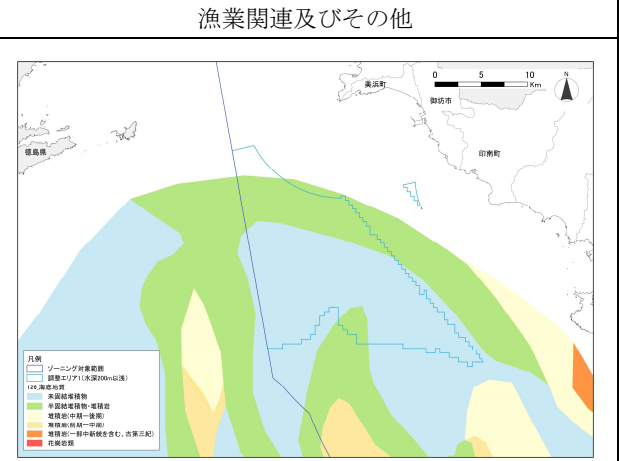 漁業関連及びその他
0 5 10
Km
N
美浜町
御坊市
印南町
徳島県
凡例
ゾーニング対象範囲
調整エリア1(水深200m以浅)
128_海底地質
未固結堆積物
半固結堆積物・堆積岩
堆積岩(中期－後期)
堆積岩(前期－中期)
堆積岩(一部中新統を含む、古第三紀)
花崗岩類